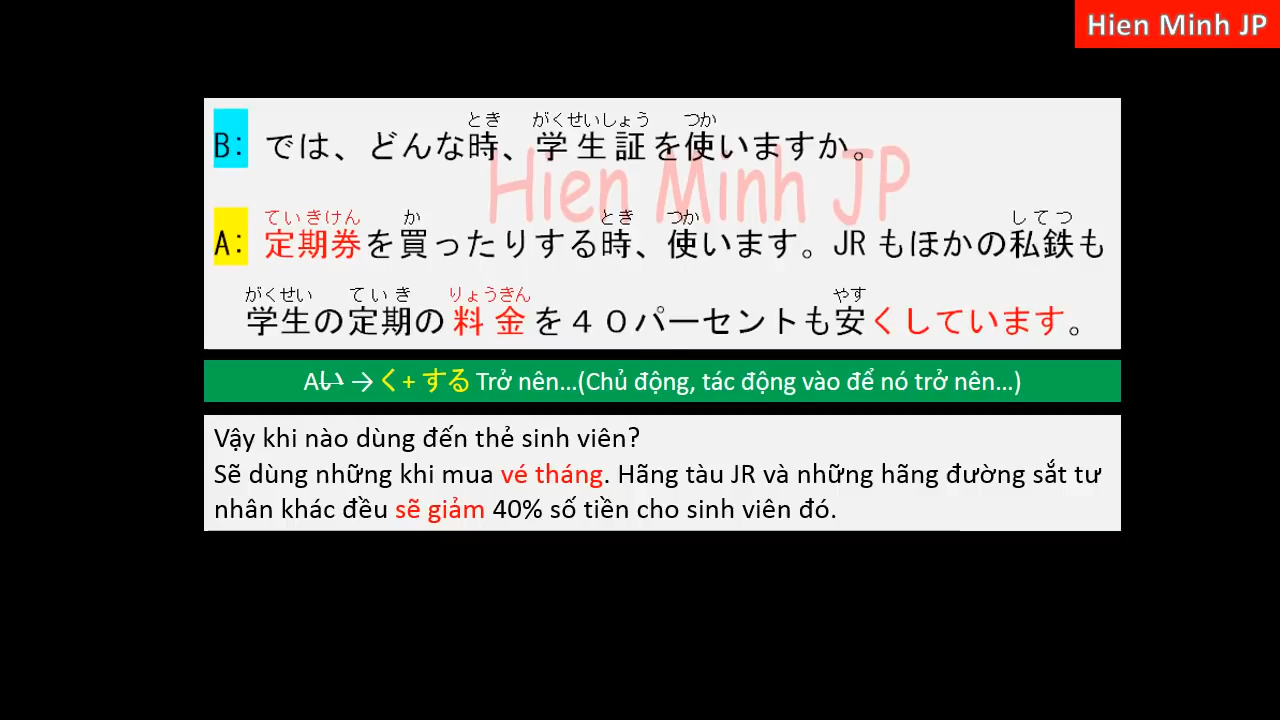 Hien Minh JP
とき がくせいしょう つか
B: では、どんな時、学生証を使いますか。
Hien Minh JP
ていきけん か とき つか してつ
A: 定期券を買ったりする時、使います。JRもほかの私鉄も
がくせい ていき りょうきん やす
学生の定期の料金を40パーセントも安くしています。
Aい → く+ する Trở nên...(Chủ động, tác động vào để nó trở nên...)
Vậy khi nào dùng đến thẻ sinh viên?
Sẽ dùng những khi mua vé tháng. Hãng tàu JR và những hãng đường sắt tư
nhân khác đều sẽ giảm 40% số tiền cho sinh viên đó.